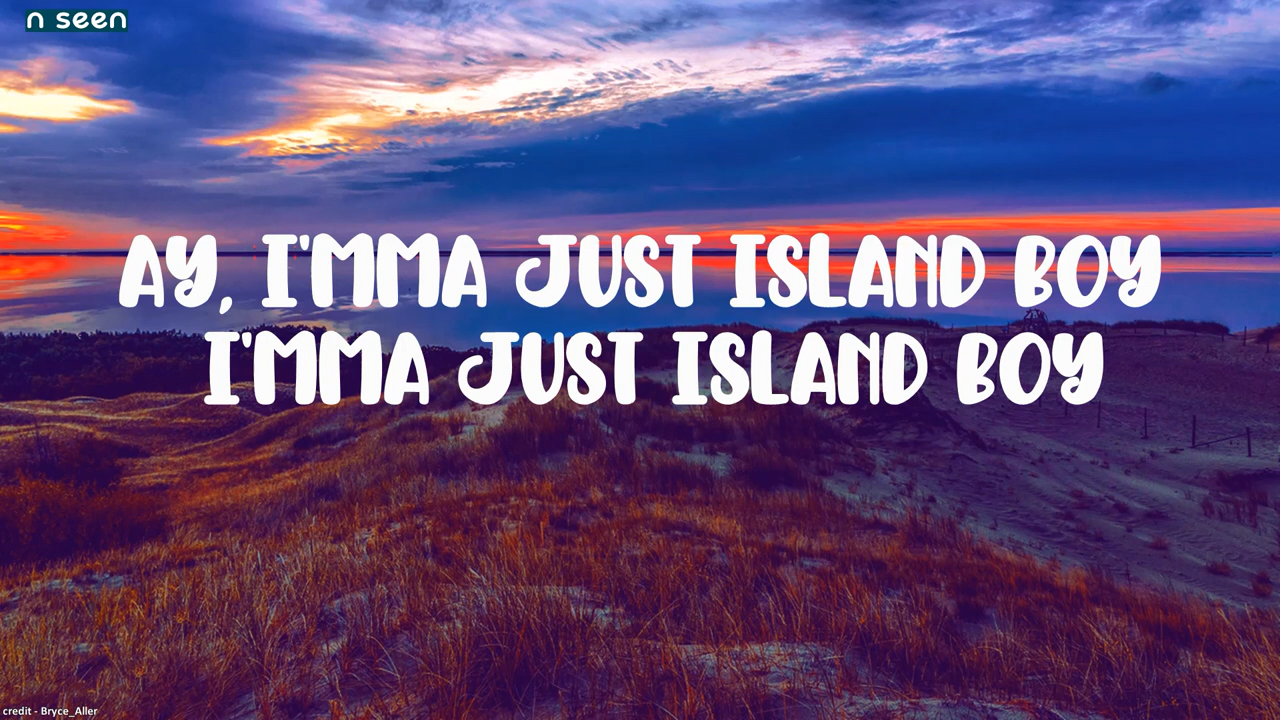 n seen
AY, I'MMA JUST ISLAND BOY
I'MMA JUST ISLAND BOY
credit - Bryce_Aller